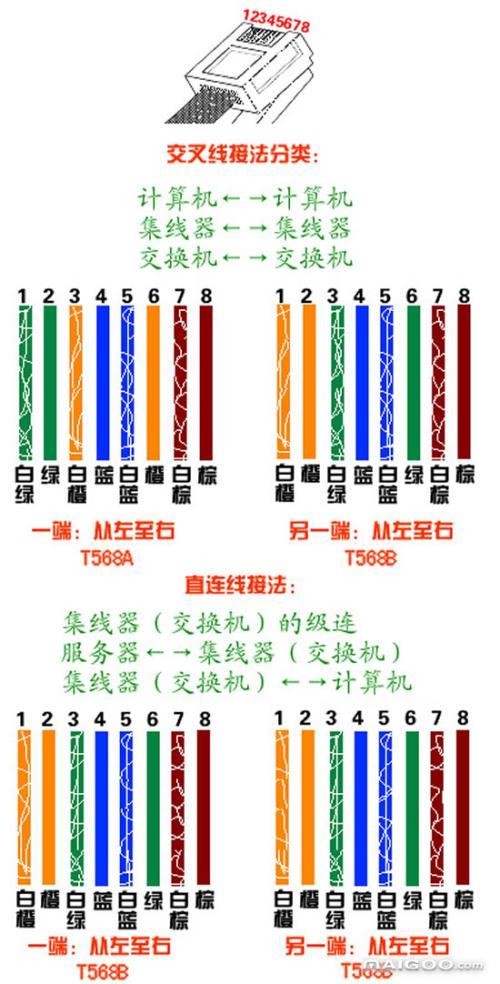 12345678
交叉线接法分类:
计算机←→计算机
集线器←→集线器
交换机←→交换机
1 2 3 4 5 6 7 8
白绿 绿 白橙 蓝 白蓝 橙 白棕 棕
一端: 从左至右
T568A
1 2 3 4 5 6 7 8
白橙 橙 白绿 蓝 白蓝 绿 白棕 棕
另一端: 从左至右
T568B
直连线接法:
集线器（交换机）的级连
服务器←→集线器（交换机）
集线器（交换机）←→计算机
1 2 3 4 5 6 7 8
白橙 橙 白绿 蓝 白蓝 绿 白棕 棕
一端: 从左至右
T568B
1 2 3 4 5 6 7 8
白橙 橙 白绿 蓝 白蓝 绿 白棕 棕
另一端: 从左至右
T568B
MAIGOO.com